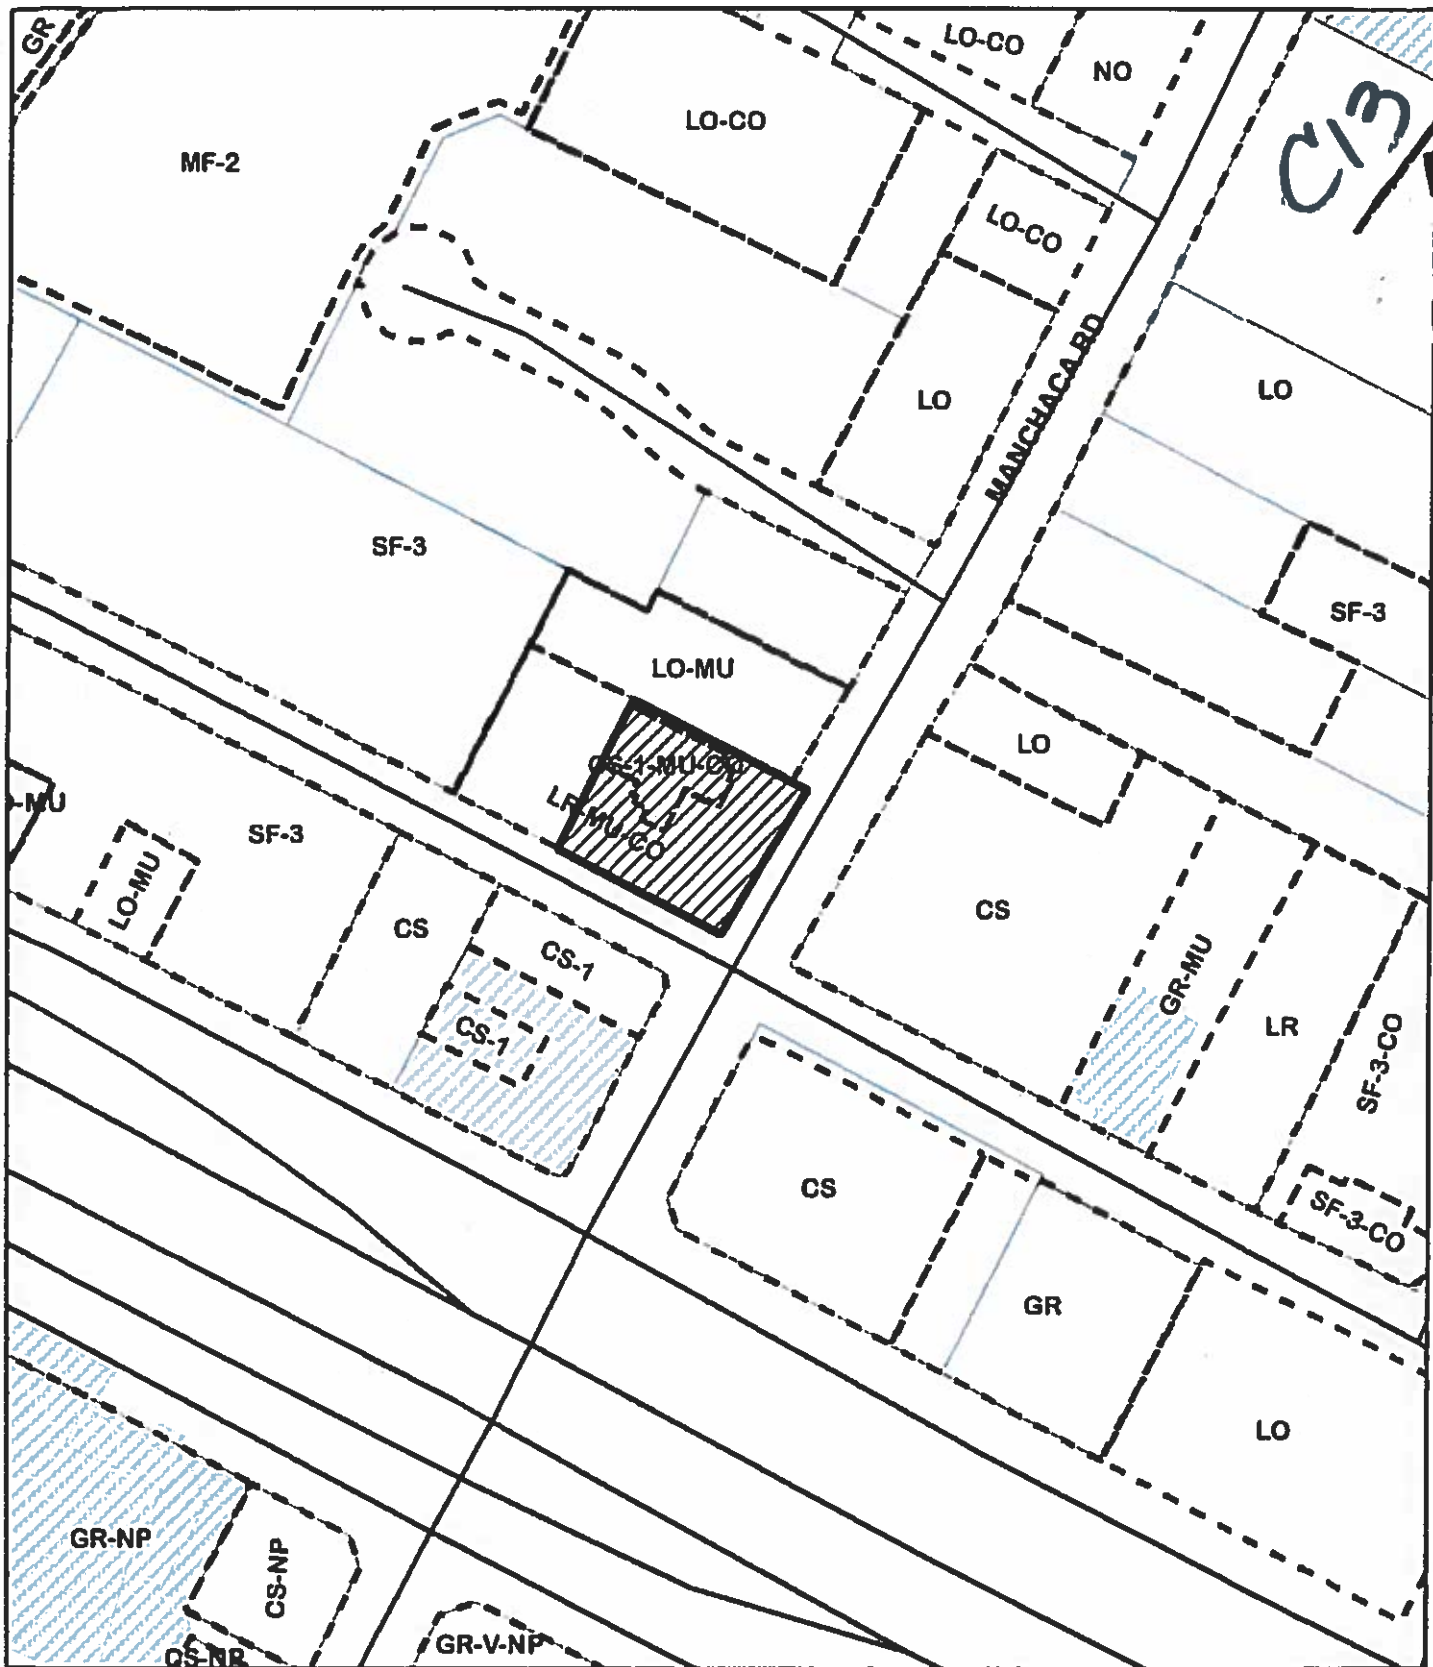 GR
LO-CO
NO
C13
LO-CO
MF-2
LO-CO
LO
MANCHACA RD
LO
SF-3
SF-3
LO-MU
LO
CS-1-MU-CO
LR-MU-CO
-MU
SF-3
LO-MU
CS
CS-1
CS-1
CS
GR-MU
LR
SF-3-CO
SF-3-CO
CS
GR
LO
GR-NP
CS-NP
CS-NP
GR-V-NP